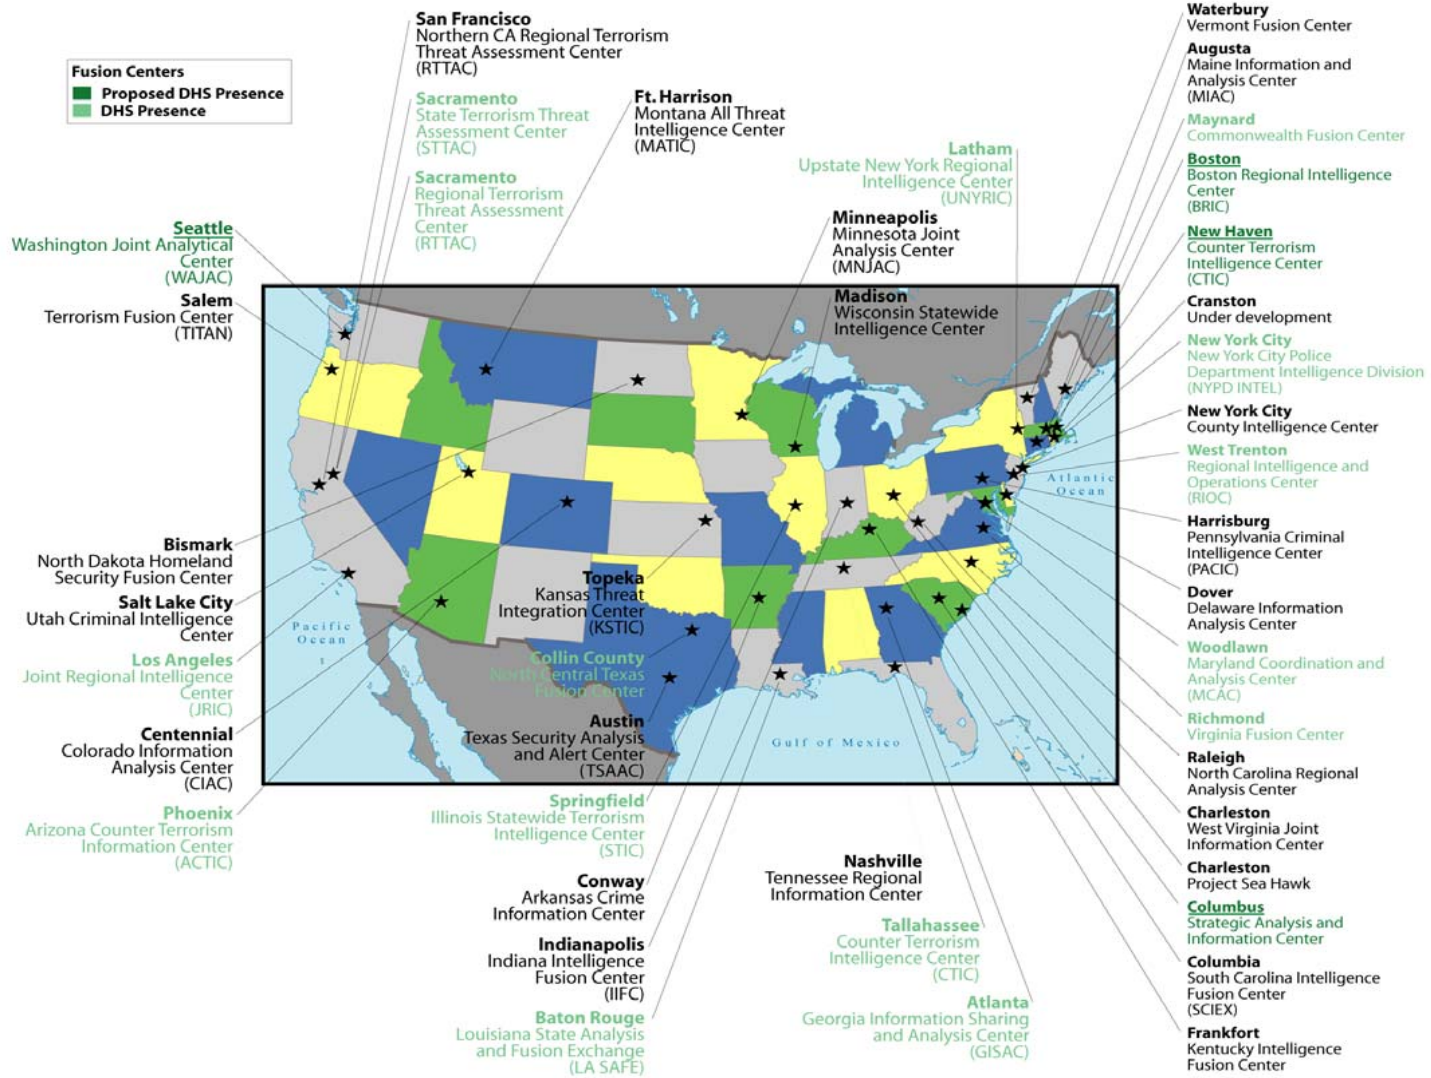 Fusion Centers
Proposed DHS Presence
DHS Presence
San Francisco
Northern CA Regional Terrorism
Threat Assessment Center
(RTTAC)
Sacramento
State Terrorism Threat
Assessment Center
(STTAC)
Sacramento
Regional Terrorism
Threat Assessment
Center
(RTTAC)
Ft. Harrison
Montana All Threat
Intelligence Center
(MATIC)
Latham
Upstate New York Regional
Intelligence Center
(UNYRIC)
Minneapolis
Minnesota Joint
Analysis Center
(MNJAC)
Madison
Wisconsin Statewide
Intelligence Center
Seattle
Washington Joint Analytical
Center
(WAJAC)
Salem
Terrorism Fusion Center
(TITAN)
Bismark
North Dakota Homeland
Security Fusion Center
Salt Lake City
Utah Criminal Intelligence
Center
Los Angeles
Joint Regional Intelligence
Center
(JRIC)
Centennial
Colorado Information
Analysis Center
(CIAC)
Phoenix
Arizona Counter Terrorism
Information Center
(ACTIC)
Pacific
Ocean
Topeka
Kansas Threat
Integration Center
(KSTIC)
Collin County
North Central Texas
Fusion Center
Austin
Texas Security Analysis
and Alert Center
(TSAAC)
Gulf of Mexico
Atlantic
Ocean
Springfield
Illinois Statewide Terrorism
Intelligence Center
(STIC)
Conway
Arkansas Crime
Information Center
Indianapolis
Indiana Intelligence
Fusion Center
(IIFC)
Baton Rouge
Louisiana State Analysis
and Fusion Exchange
(LA SAFE)
Nashville
Tennessee Regional
Information Center
Tallahassee
Counter Terrorism
Intelligence Center
(CTIC)
Atlanta
Georgia Information Sharing
and Analysis Center
(GISAC)
Waterbury
Vermont Fusion Center
Augusta
Maine Information and
Analysis Center
(MIAC)
Maynard
Commonwealth Fusion Center
Boston
Boston Regional Intelligence
Center
(BRIC)
New Haven
Counter Terrorism
Intelligence Center
(CTIC)
Cranston
Under development
New York City
New York City Police
Department Intelligence Division
(NYPD INTEL)
New York City
County Intelligence Center
West Trenton
Regional Intelligence and
Operations Center
(RIOC)
Harrisburg
Pennsylvania Criminal
Intelligence Center
(PACIC)
Dover
Delaware Information
Analysis Center
Woodlawn
Maryland Coordination and
Analysis Center
(MCAC)
Richmond
Virginia Fusion Center
Raleigh
North Carolina Regional
Analysis Center
Charleston
West Virginia Joint
Information Center
Charleston
Project Sea Hawk
Columbus
Strategic Analysis and
Information Center
Columbia
South Carolina Intelligence
Fusion Center
(SCIEX)
Frankfort
Kentucky Intelligence
Fusion Center